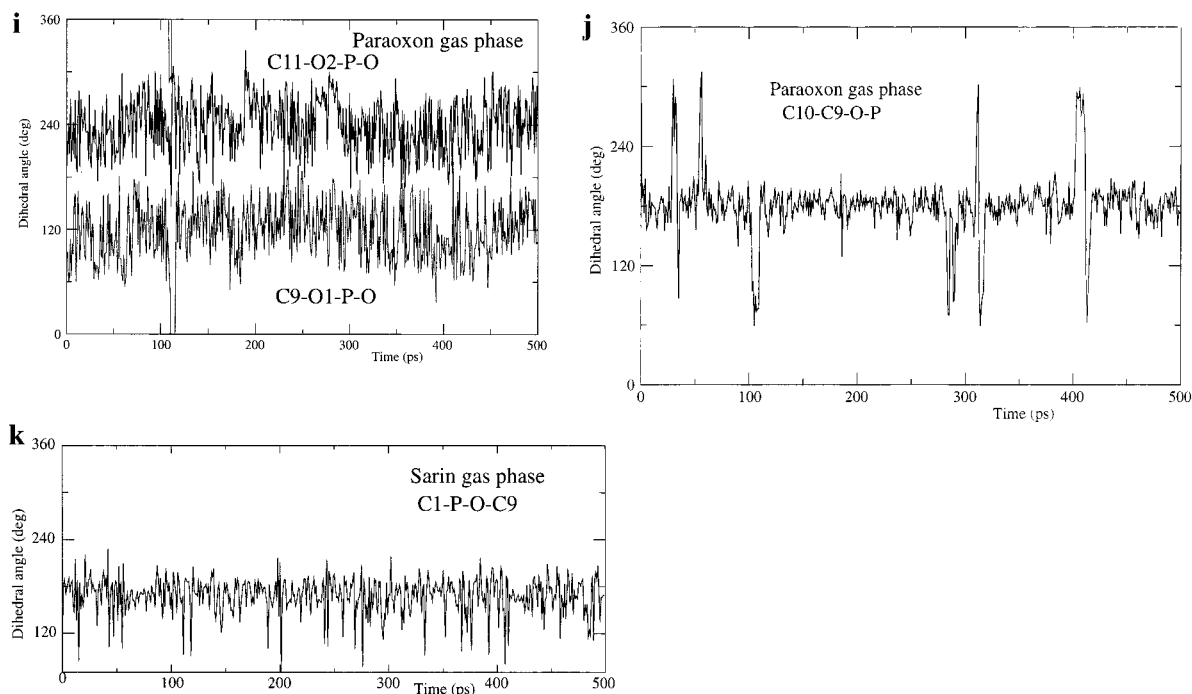 i
360
240
120
0
Dihedral angle (deg)
Paraoxon gas phase
C11-O2-P-O
C9-O1-P-O
0 100 200 300 400 500
Time (ps)
j
360
240
120
0
Dihedral angle (deg)
Paraoxon gas phase
C10-C9-O-P
0 100 200 300 400 500
Time (ps)
k
360
240
120
Dihedral angle (deg)
Sarin gas phase
C1-P-O-C9
0 100 200 300 400 500
Time (ps)